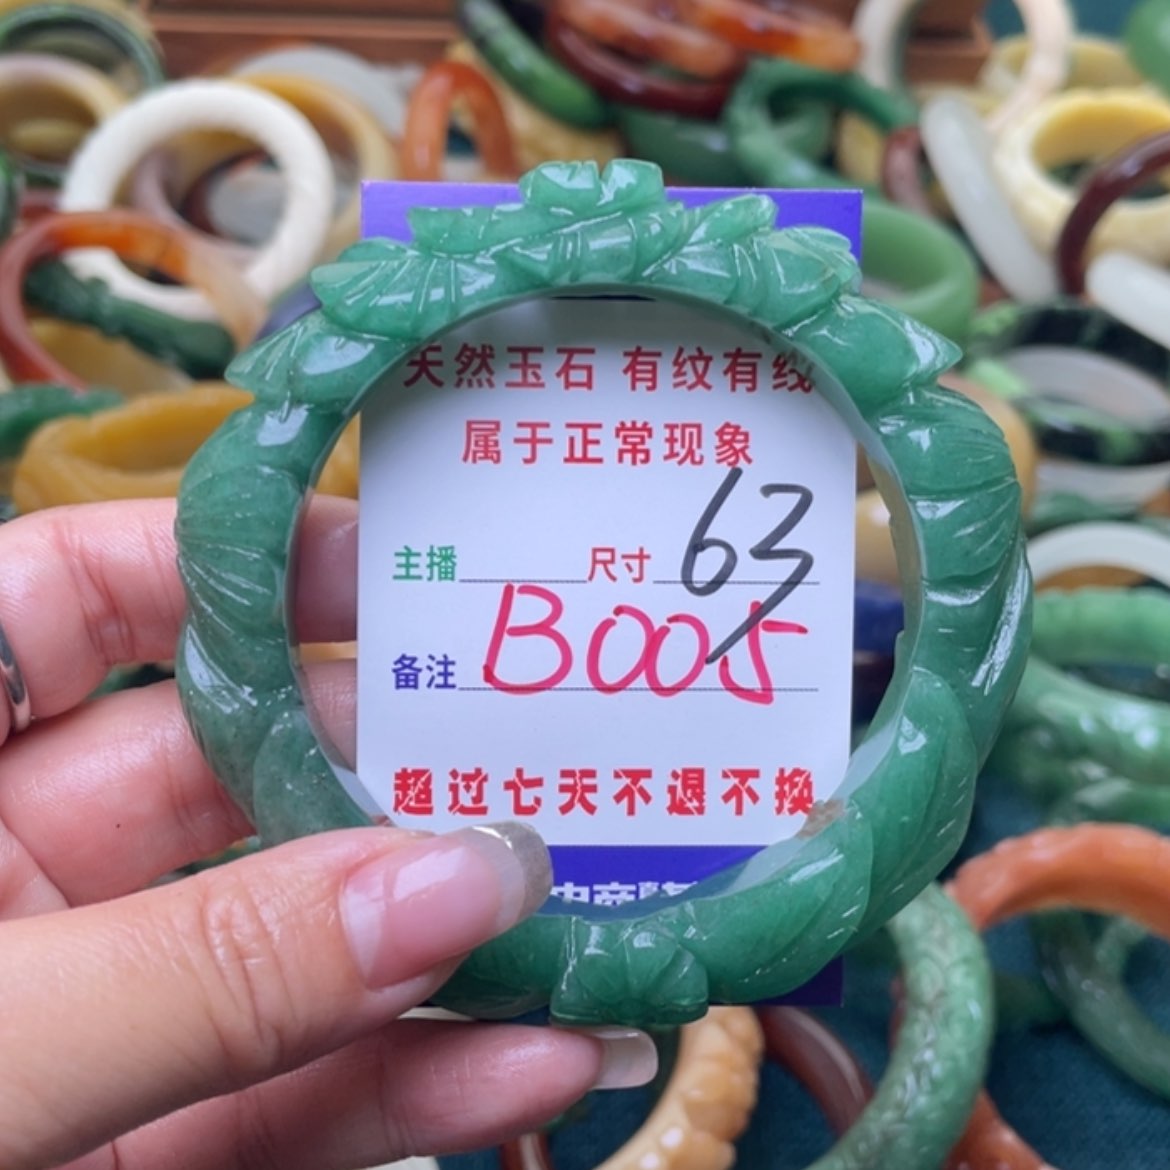 天然玉石 有纹有线
属于正常现象
主播 尺寸 63
备注 B005
超过七天不退不换